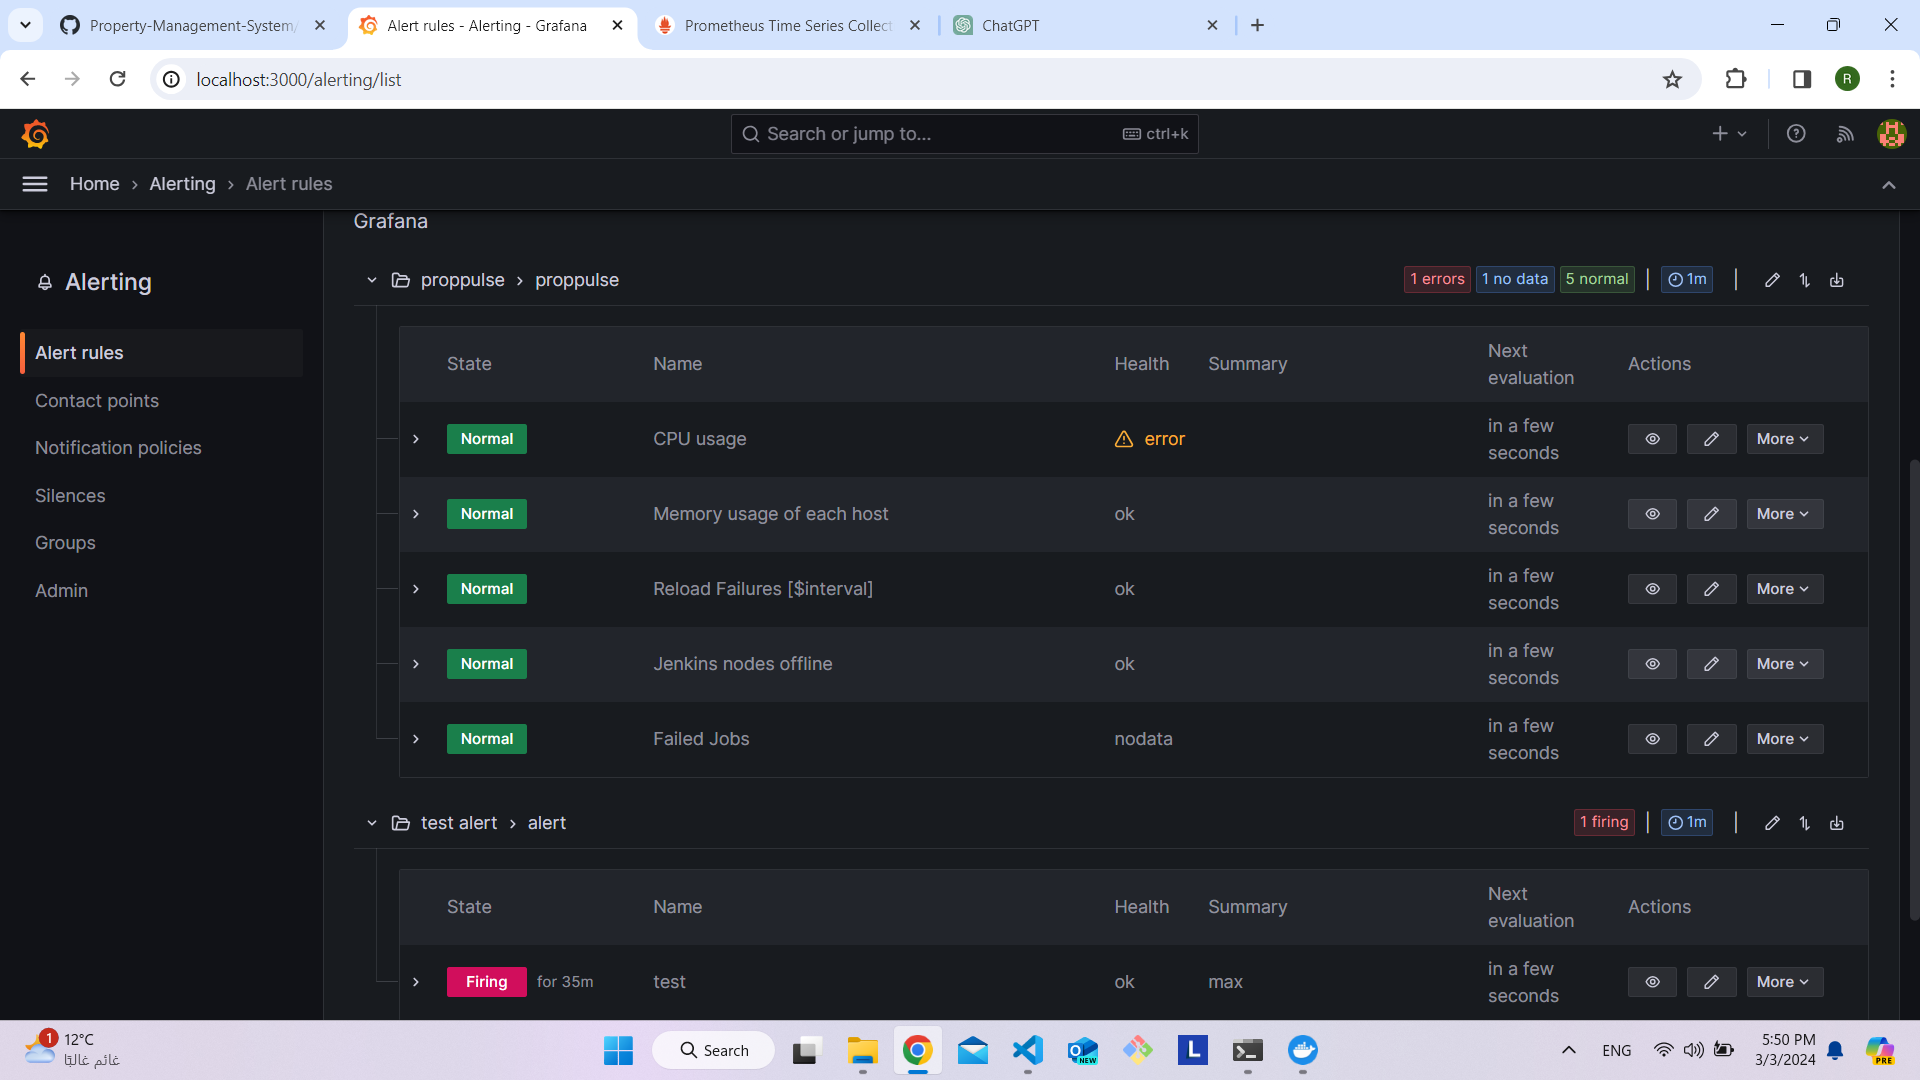 Property-Management-System/
Alert rules - Alerting - Grafana
Prometheus Time Series Collect
ChatGPT
localhost:3000/alerting/list
R
Search or jump to...
ctrl+k
Home › Alerting › Alert rules
Alerting
Alert rules
Contact points
Notification policies
Silences
Groups
Admin
Grafana
proppulse › proppulse
1 errors 1 no data 5 normal | 1m |
State Name Health Summary Next evaluation Actions
Normal CPU usage error in a few seconds More
Normal Memory usage of each host ok in a few seconds More
Normal Reload Failures [$interval] ok in a few seconds More
Normal Jenkins nodes offline ok in a few seconds More
Normal Failed Jobs nodata in a few seconds More
test alert › alert
1 firing | 1m |
State Name Health Summary Next evaluation Actions
Firing for 35m test ok max in a few seconds More
1
12°C
غائم غالبًا
Search
NEW
L
ENG
5:50 PM
3/3/2024
PRE